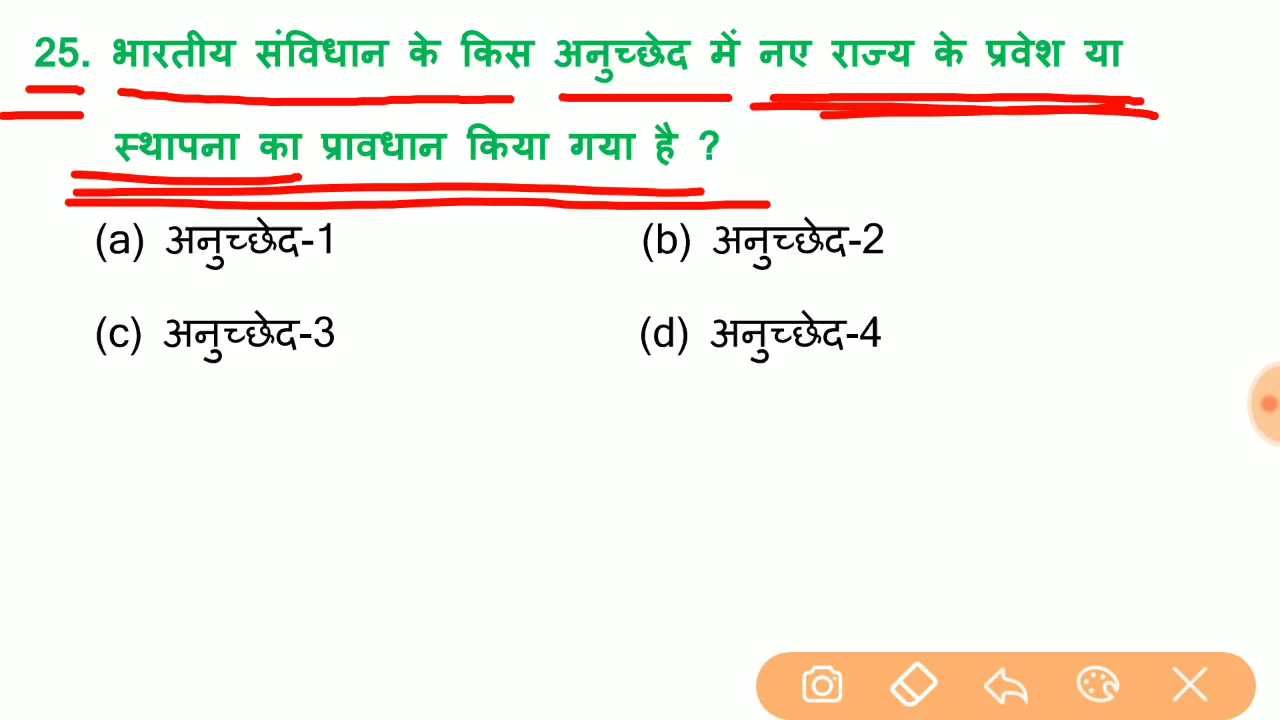 25. भारतीय संविधान के किस अनुच्छेद में नए राज्य के प्रवेश या
स्थापना का प्रावधान किया गया है ?
(a) अनुच्छेद-1 (b) अनुच्छेद-2
(c) अनुच्छेद-3 (d) अनुच्छेद-4